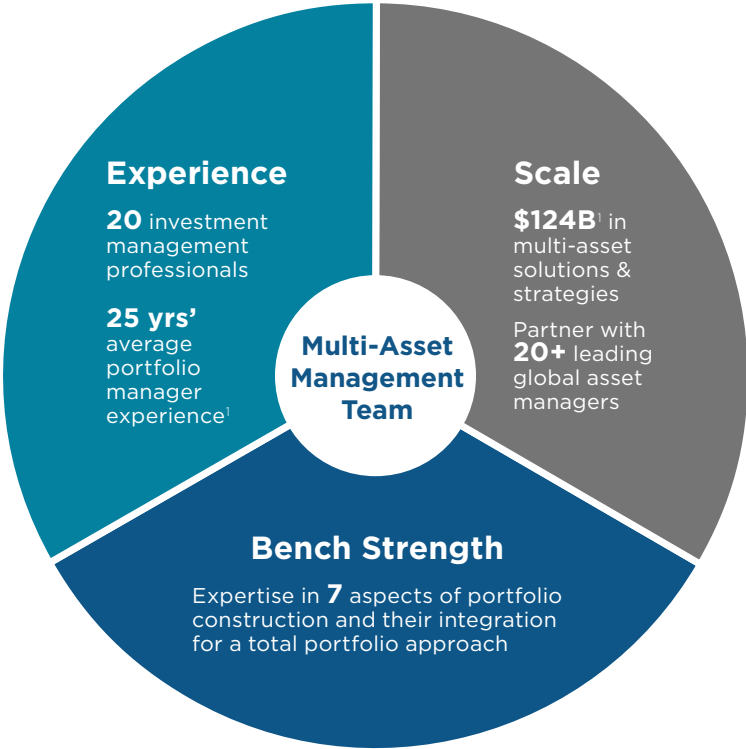 Experience
20 investment
management
professionals
25 yrs’
average
portfolio
manager
experience¹
Scale
$124B¹ in
multi-asset
solutions &
strategies
Partner with
20+ leading
global asset
managers
Multi-Asset
Management
Team
Bench Strength
Expertise in 7 aspects of portfolio
construction and their integration
for a total portfolio approach